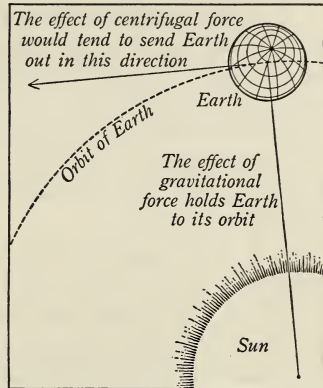 The effect of centrifugal force
would tend to send Earth
out in this direction
Earth
Orbit of Earth
The effect of
gravitational
force holds Earth
to its orbit
Sun